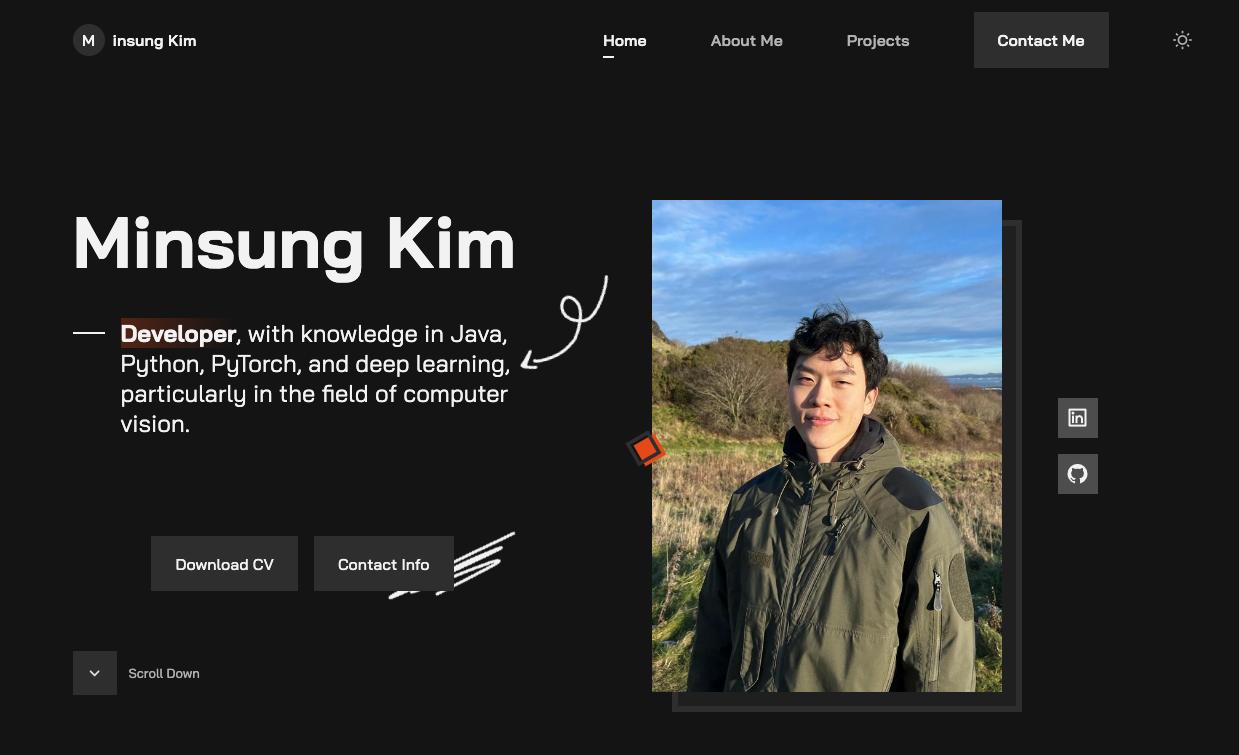 M insung Kim
Home
About Me
Projects
Contact Me
Minsung Kim
Developer, with knowledge in Java,
Python, PyTorch, and deep learning,
particularly in the field of computer
vision.
in
Download CV
Contact Info
Scroll Down